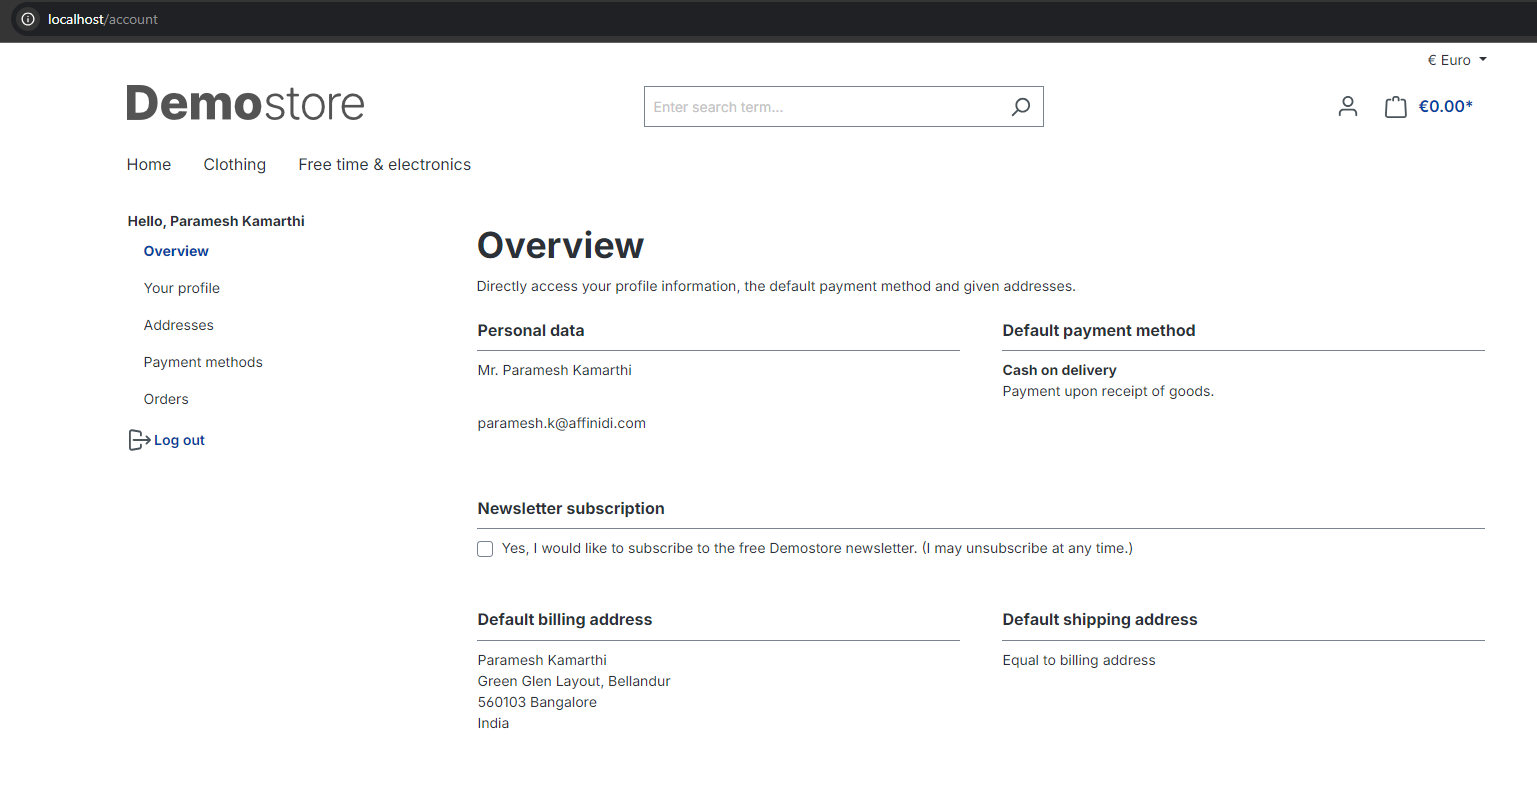 localhost/account
€ Euro
Demostore
Enter search term...
€0.00*
Home Clothing Free time & electronics
Hello, Paramesh Kamarthi
Overview
Your profile
Addresses
Payment methods
Orders
Log out
Overview
Directly access your profile information, the default payment method and given addresses.
Personal data
Mr. Paramesh Kamarthi
paramesh.k@affinidi.com
Default payment method
Cash on delivery
Payment upon receipt of goods.
Newsletter subscription
Yes, I would like to subscribe to the free Demostore newsletter. (I may unsubscribe at any time.)
Default billing address
Paramesh Kamarthi
Green Glen Layout, Bellandur
560103 Bangalore
India
Default shipping address
Equal to billing address